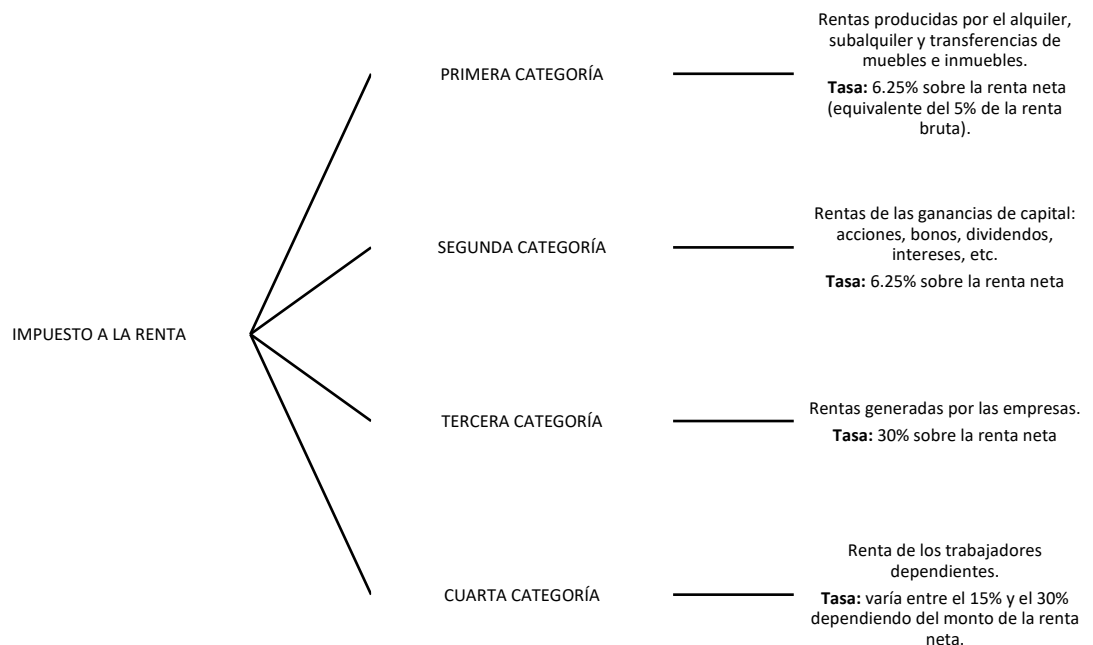 IMPUESTO A LA RENTA
PRIMERA CATEGORÍA
Rentas producidas por el alquiler,
subalquiler y transferencias de
muebles e inmuebles.
Tasa: 6.25% sobre la renta neta
(equivalente del 5% de la renta
bruta).
SEGUNDA CATEGORÍA
Rentas de las ganancias de capital:
acciones, bonos, dividendos,
intereses, etc.
Tasa: 6.25% sobre la renta neta
TERCERA CATEGORÍA
Rentas generadas por las empresas.
Tasa: 30% sobre la renta neta
CUARTA CATEGORÍA
Renta de los trabajadores
dependientes.
Tasa: varía entre el 15% y el 30%
dependiendo del monto de la renta
neta.